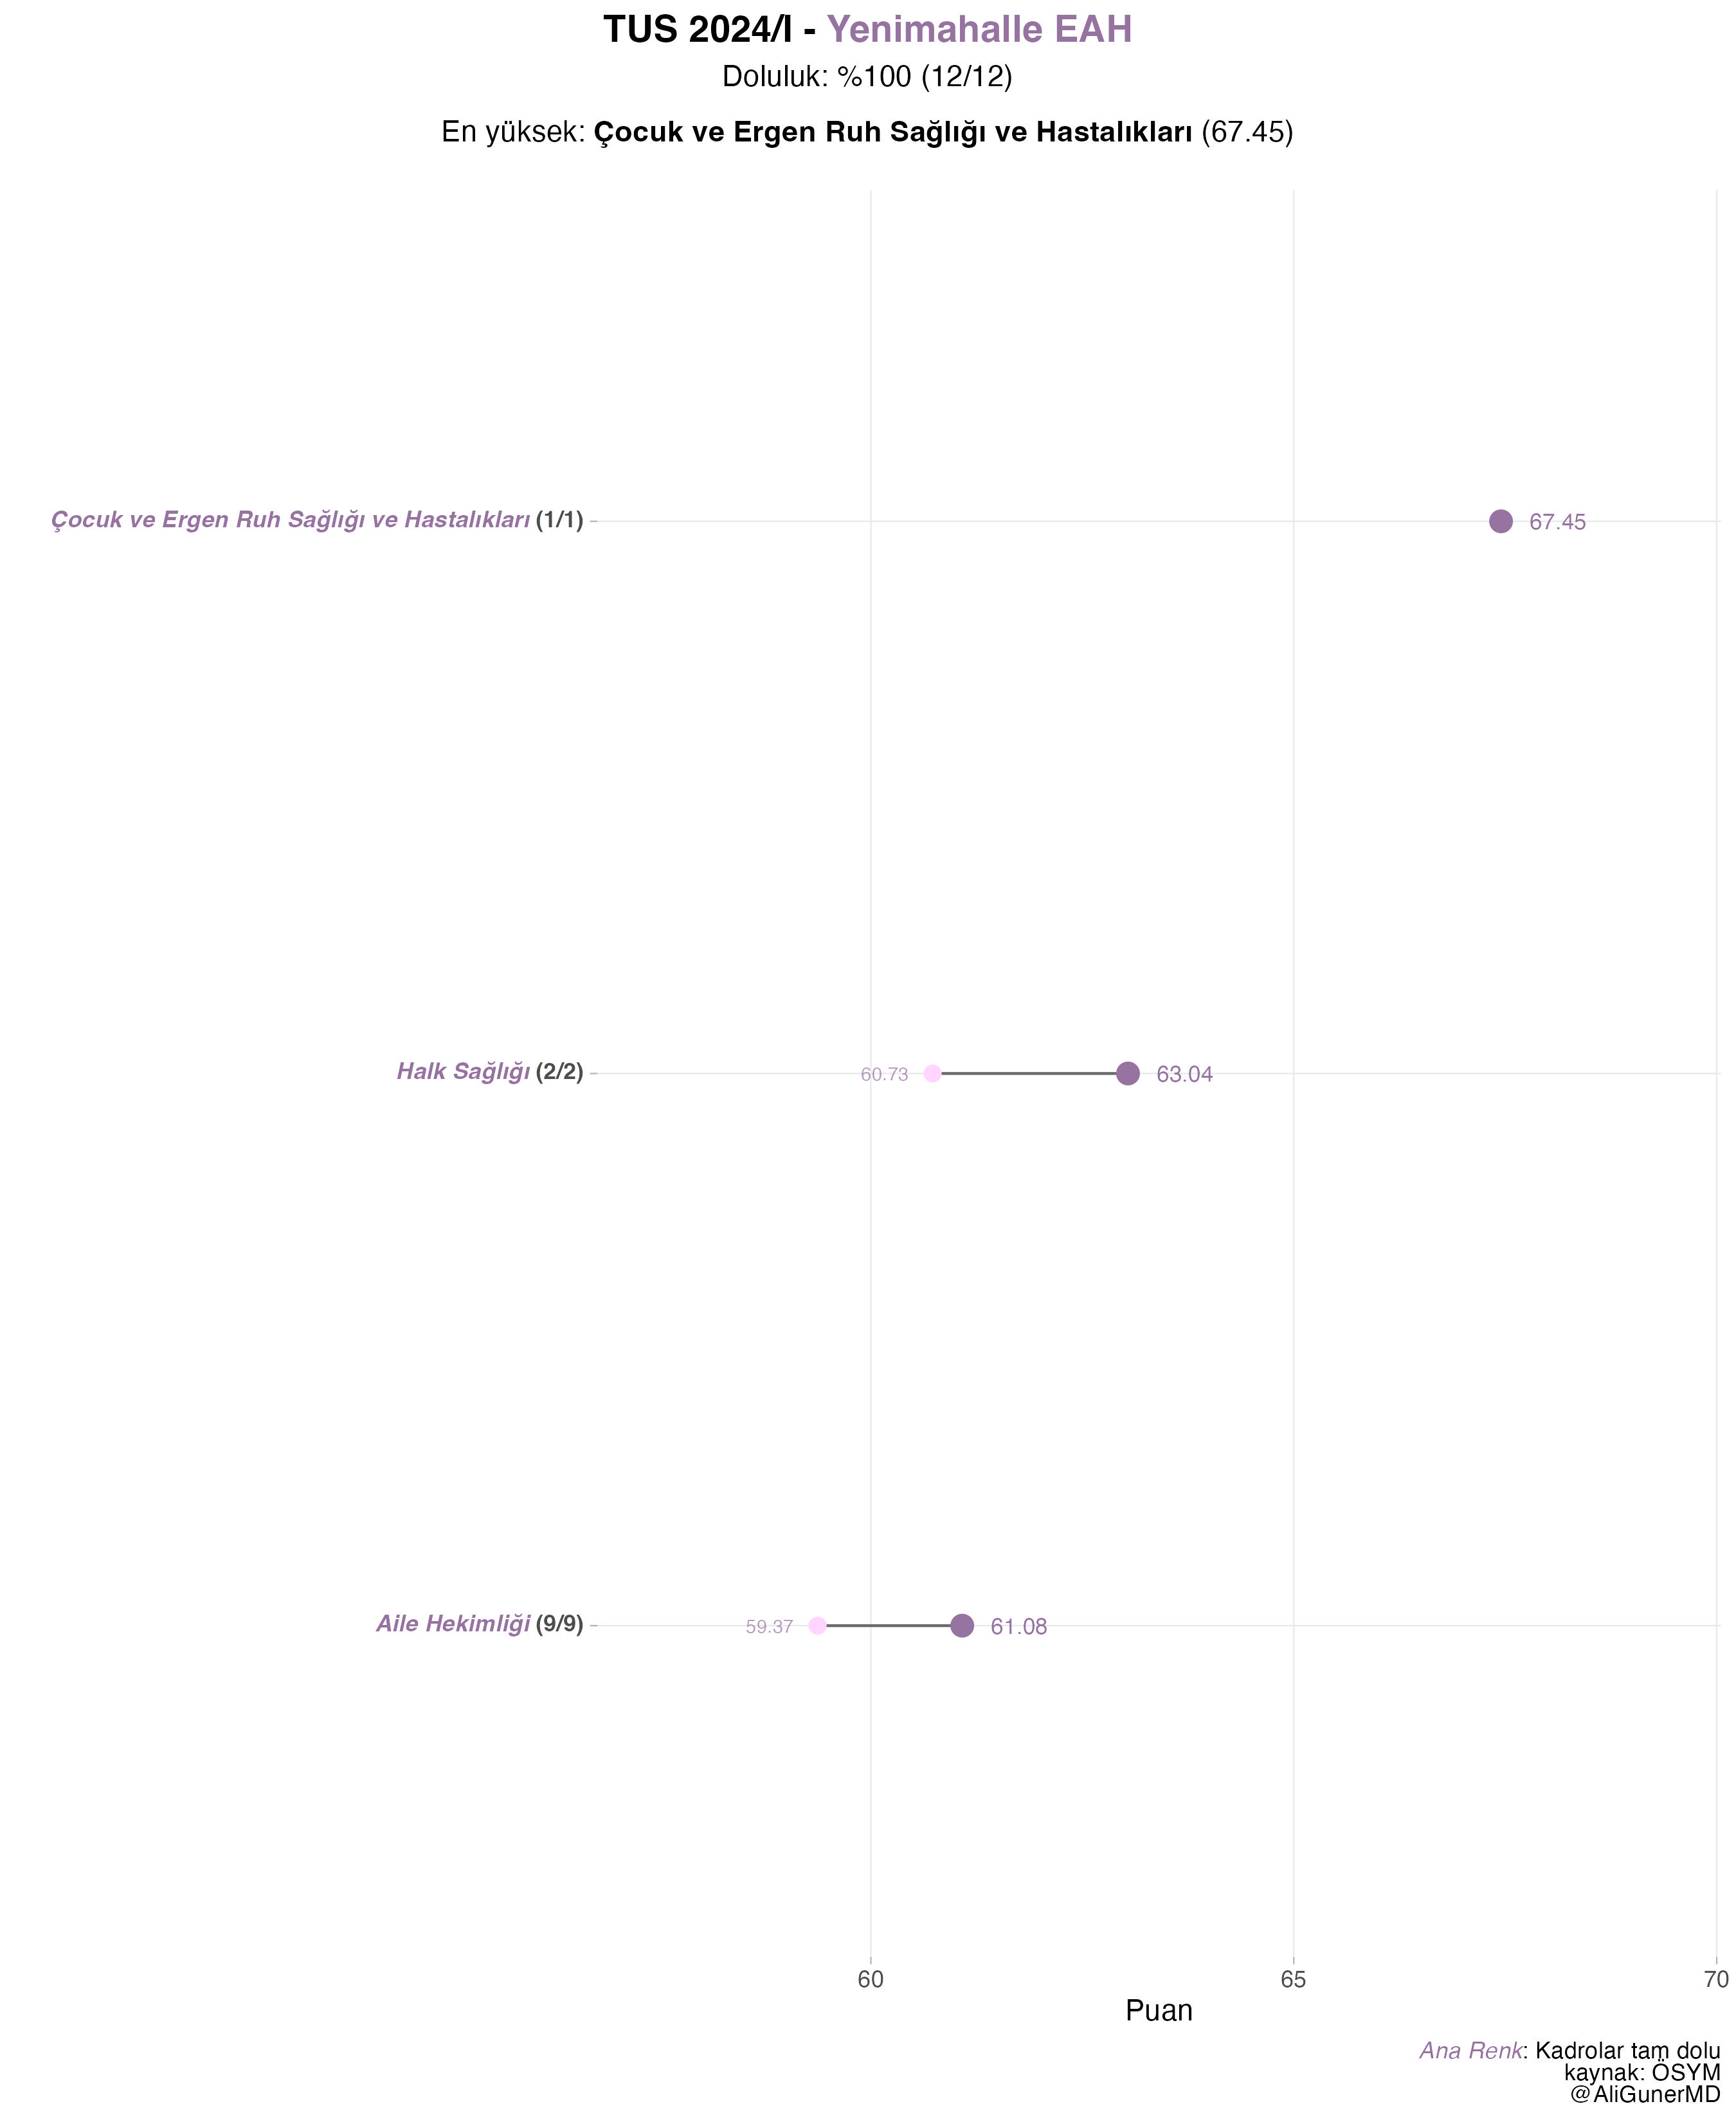 TUS 2024/I - Yenimahalle EAH
Doluluk: %100 (12/12)
En yüksek: Çocuk ve Ergen Ruh Sağlığı ve Hastalıkları (67.45)
Çocuk ve Ergen Ruh Sağlığı ve Hastalıkları (1/1) 67.45
Halk Sağlığı (2/2) 60.73 63.04
Aile Hekimliği (9/9) 59.37 61.08
60 65 70
Puan
Ana Renk: Kadrolar tam dolu
kaynak: ÖSYM
@AliGunerMD